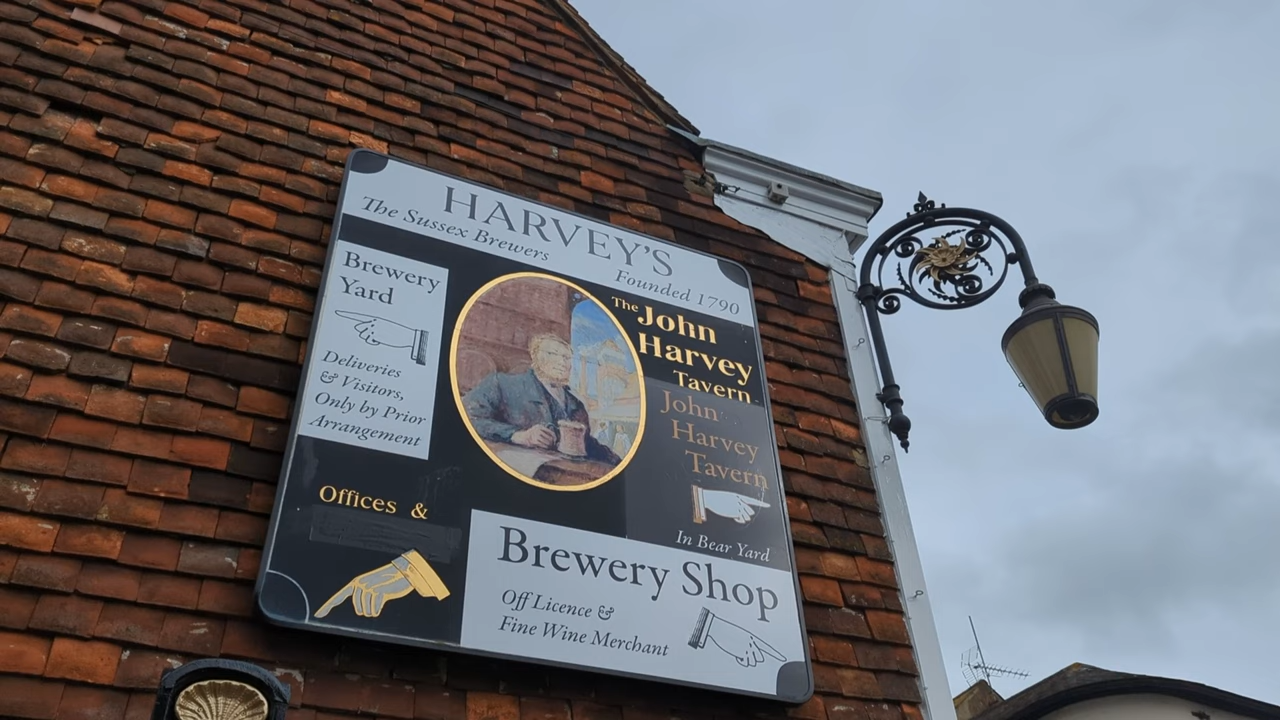 HARVEY'S
The Sussex Brewers
Founded 1790
Brewery
Yard
Deliveries
& Visitors,
Only by Prior
Arrangement
The John
Harvey
Tavern
John
Harvey
Tavern
In Bear Yard
Offices &
Brewery Shop
Off Licence &
Fine Wine Merchant